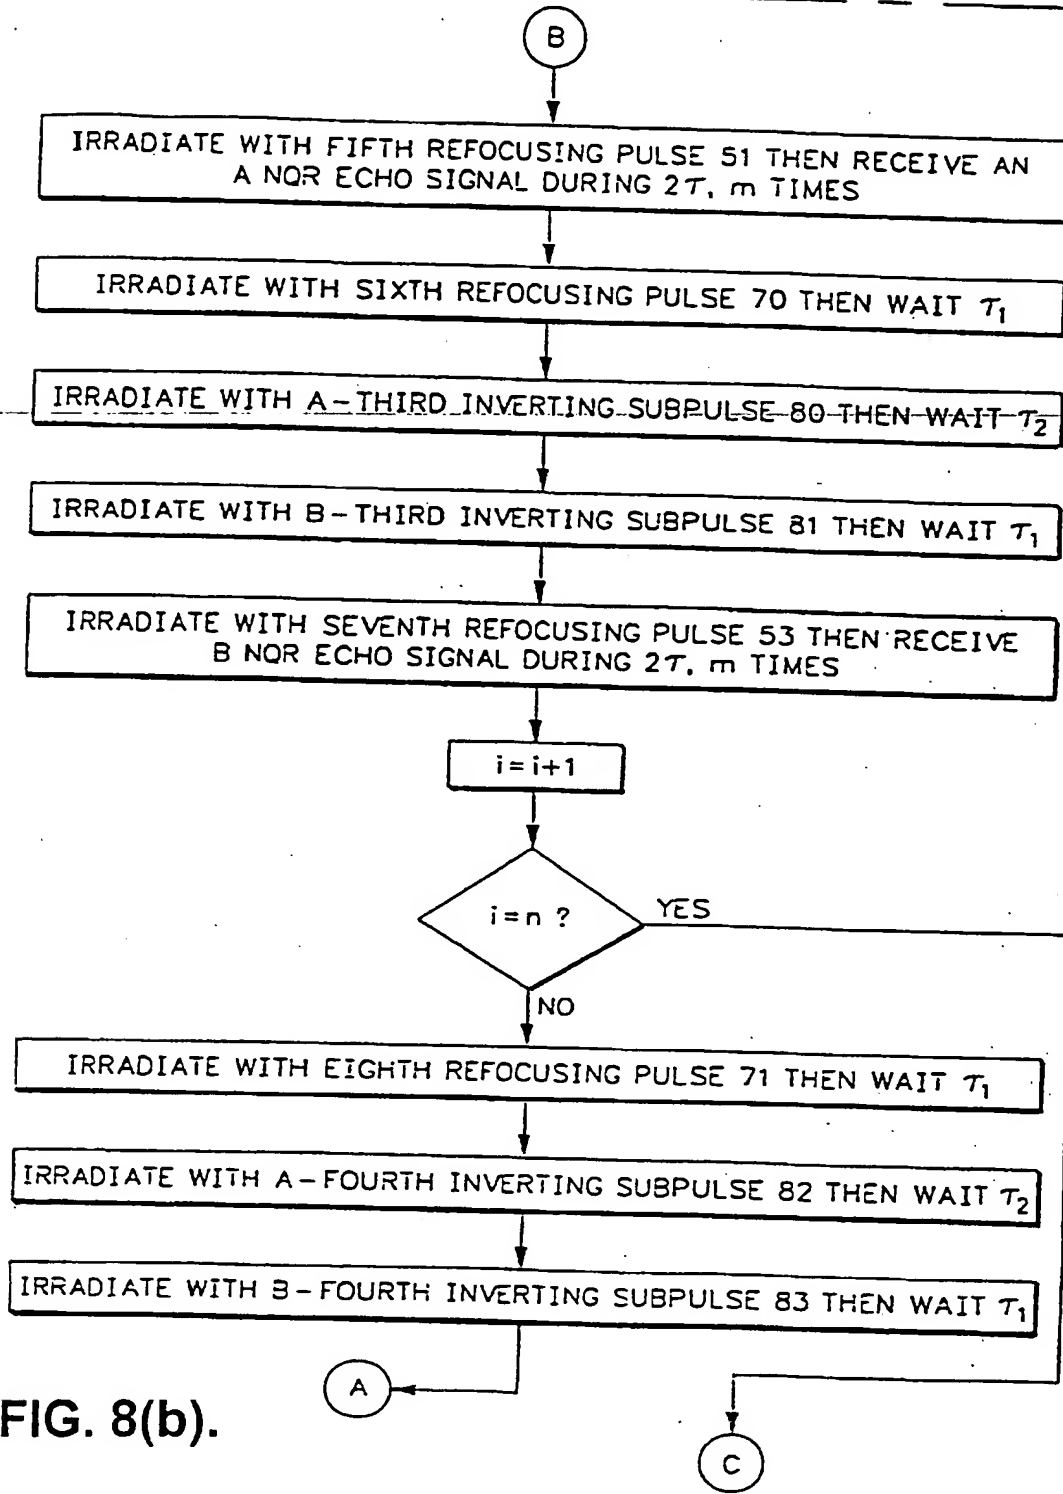 B
IRRADIATE WITH FIFTH REFOCUSING PULSE 51 THEN RECEIVE AN
A NQR ECHO SIGNAL DURING 2τ, m TIMES
IRRADIATE WITH SIXTH REFOCUSING PULSE 70 THEN WAIT τ₁
IRRADIATE WITH A-THIRD INVERTING SUBPULSE 80 THEN WAIT τ₂
IRRADIATE WITH B-THIRD INVERTING SUBPULSE 81 THEN WAIT τ₁
IRRADIATE WITH SEVENTH REFOCUSING PULSE 53 THEN RECEIVE
B NQR ECHO SIGNAL DURING 2τ, m TIMES
i=i+1
i=n ?
YES
NO
IRRADIATE WITH EIGHTH REFOCUSING PULSE 71 THEN WAIT τ₁
IRRADIATE WITH A-FOURTH INVERTING SUBPULSE 82 THEN WAIT τ₂
IRRADIATE WITH B-FOURTH INVERTING SUBPULSE 83 THEN WAIT τ₁
A
FIG. 8(b).
C